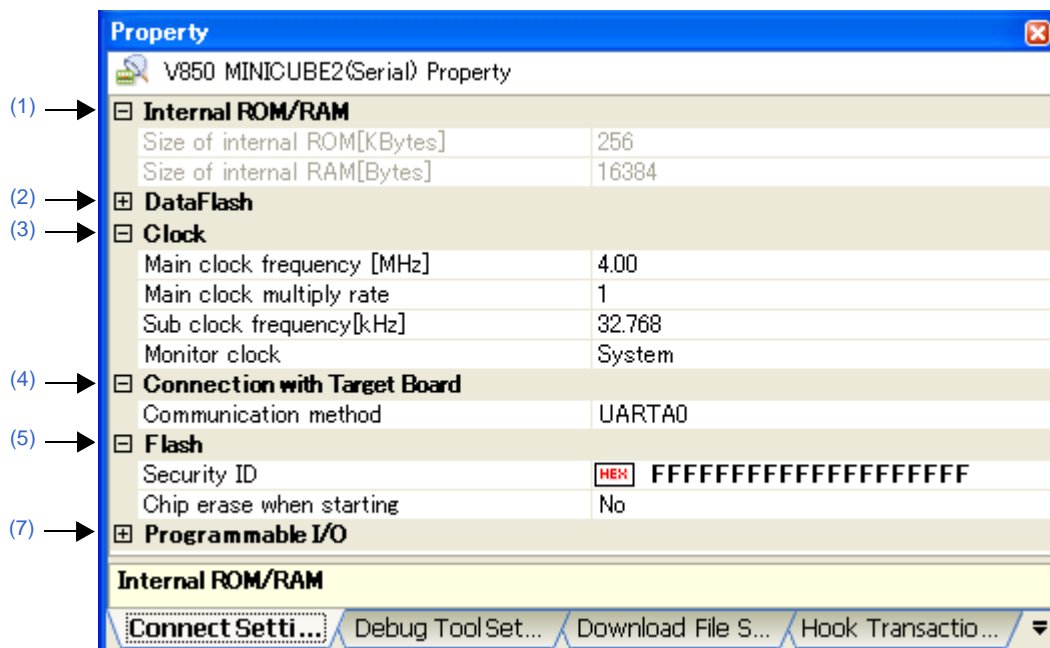 Property
V850 MINICUBE2(Serial) Property
(1) Internal ROM/RAM
Size of internal ROM[KBytes] 256
Size of internal RAM[Bytes] 16384
(2) DataFlash
(3) Clock
Main clock frequency [MHz] 4.00
Main clock multiply rate 1
Sub clock frequency[kHz] 32.768
Monitor clock System
(4) Connection with Target Board
Communication method UARTA0
(5) Flash
Security ID HEX FFFFFFFFFFFFFFFFFFFF
Chip erase when starting No
(7) Programmable I/O
Internal ROM/RAM
Connect Setti... Debug Tool Set... Download File S... Hook Transactio...